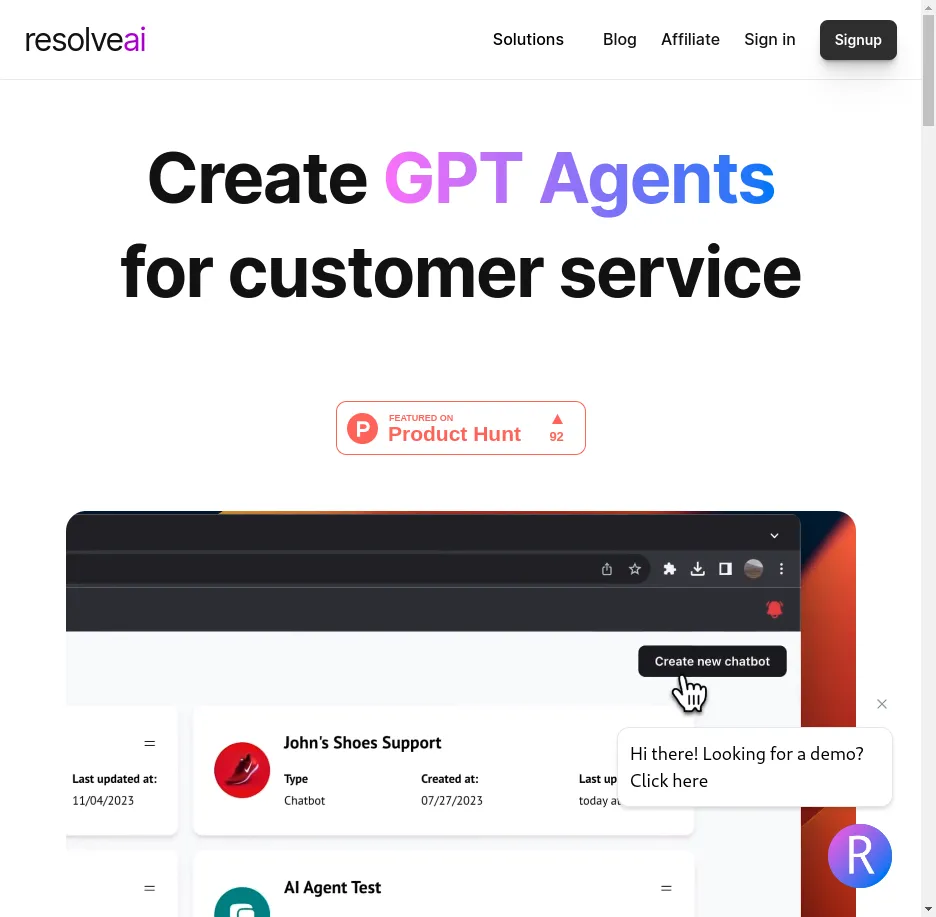 resolveai
Solutions
Blog
Affiliate
Sign in
Signup
Create GPT Agents
for customer service
P
FEATURED ON
Product Hunt
92
Create new chatbot
John's Shoes Support
Last updated at:
11/04/2023
Type
Chatbot
Created at:
07/27/2023
Last up
today at
Hi there! Looking for a demo?
Click here
R
AI Agent Test